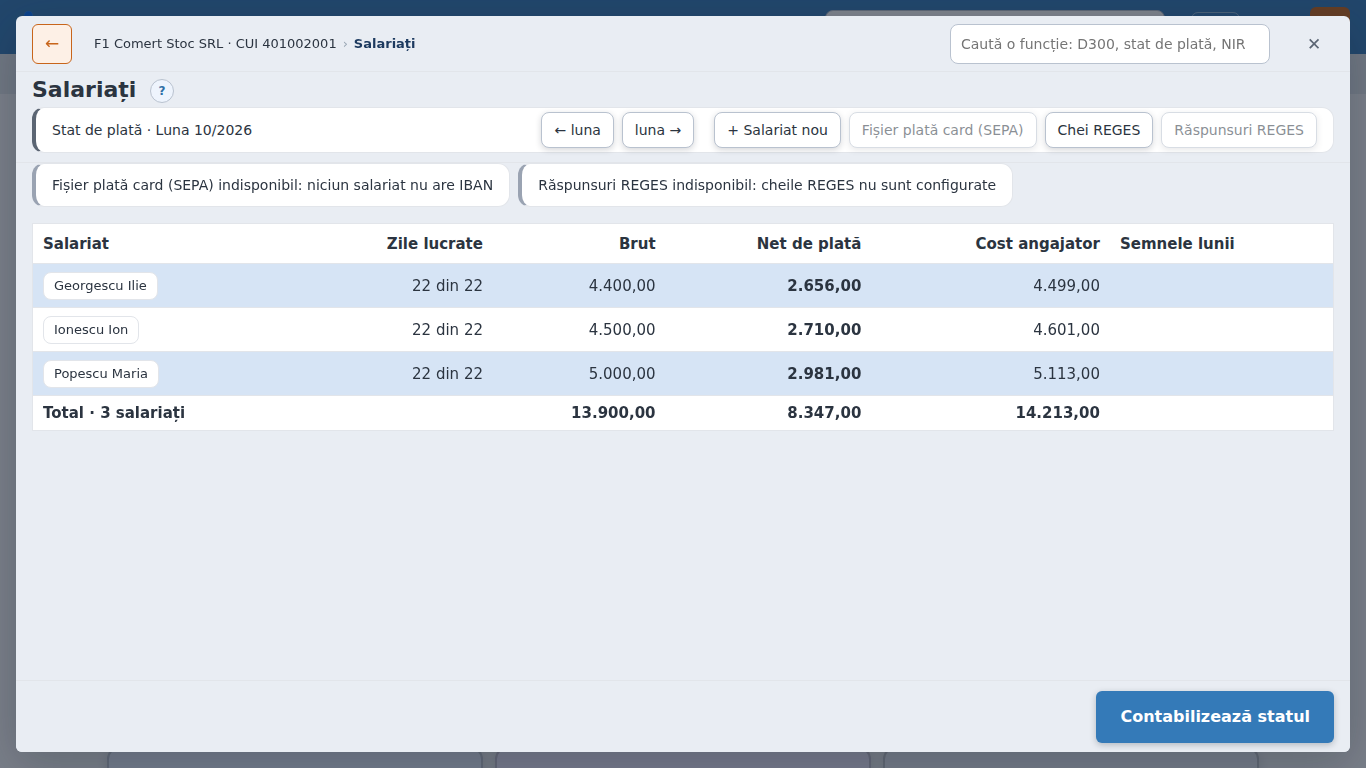 ← F1 Comert Stoc SRL · CUI 401002001 › Salariați Caută o funcție: D300, stat de plată, NIR ✕
Salariați ?
Stat de plată · Luna 10/2026 ← luna luna → + Salariat nou Fișier plată card (SEPA) Chei REGES Răspunsuri REGES
Fișier plată card (SEPA) indisponibil: niciun salariat nu are IBAN Răspunsuri REGES indisponibil: cheile REGES nu sunt configurate
Salariat Zile lucrate Brut Net de plată Cost angajator Semnele lunii
Georgescu Ilie 22 din 22 4.400,00 2.656,00 4.499,00
Ionescu Ion 22 din 22 4.500,00 2.710,00 4.601,00
Popescu Maria 22 din 22 5.000,00 2.981,00 5.113,00
Total · 3 salariați 13.900,00 8.347,00 14.213,00
Contabilizează statul